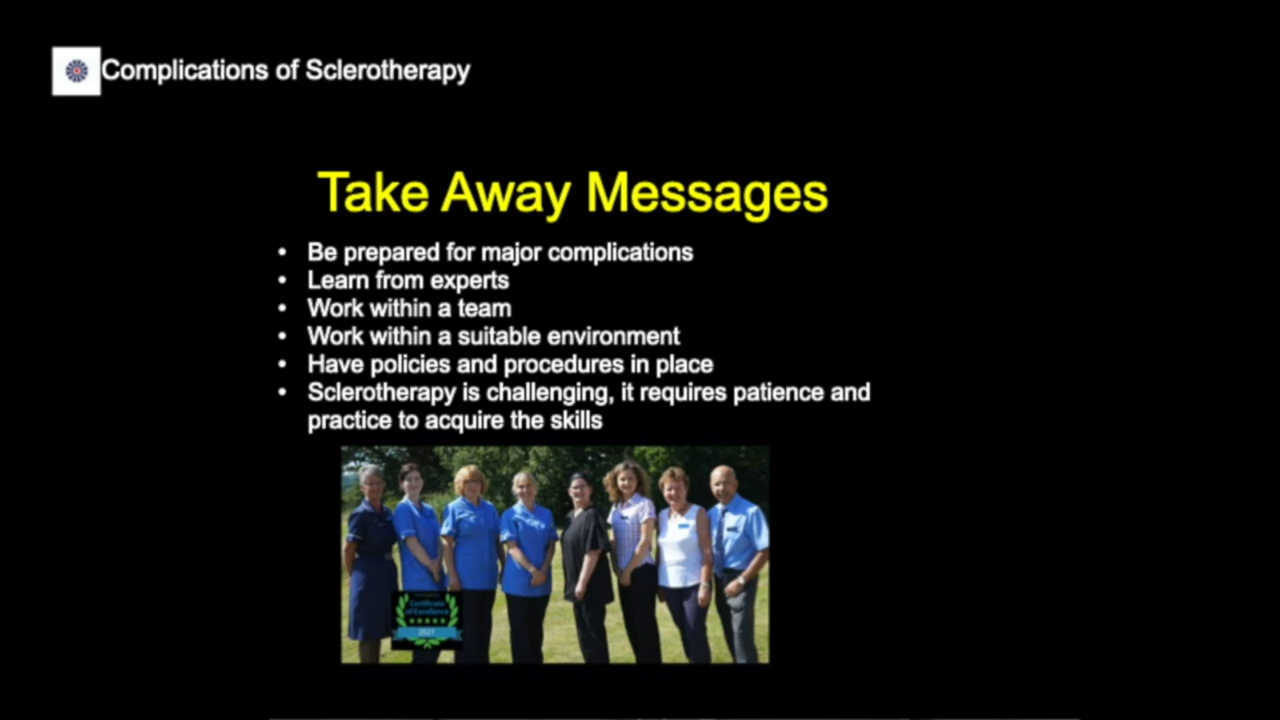 Complications of Sclerotherapy
Take Away Messages
• Be prepared for major complications
• Learn from experts
• Work within a team
• Work within a suitable environment
• Have policies and procedures in place
• Sclerotherapy is challenging, it requires patience and
practice to acquire the skills
Certificate
of Excellence
2021